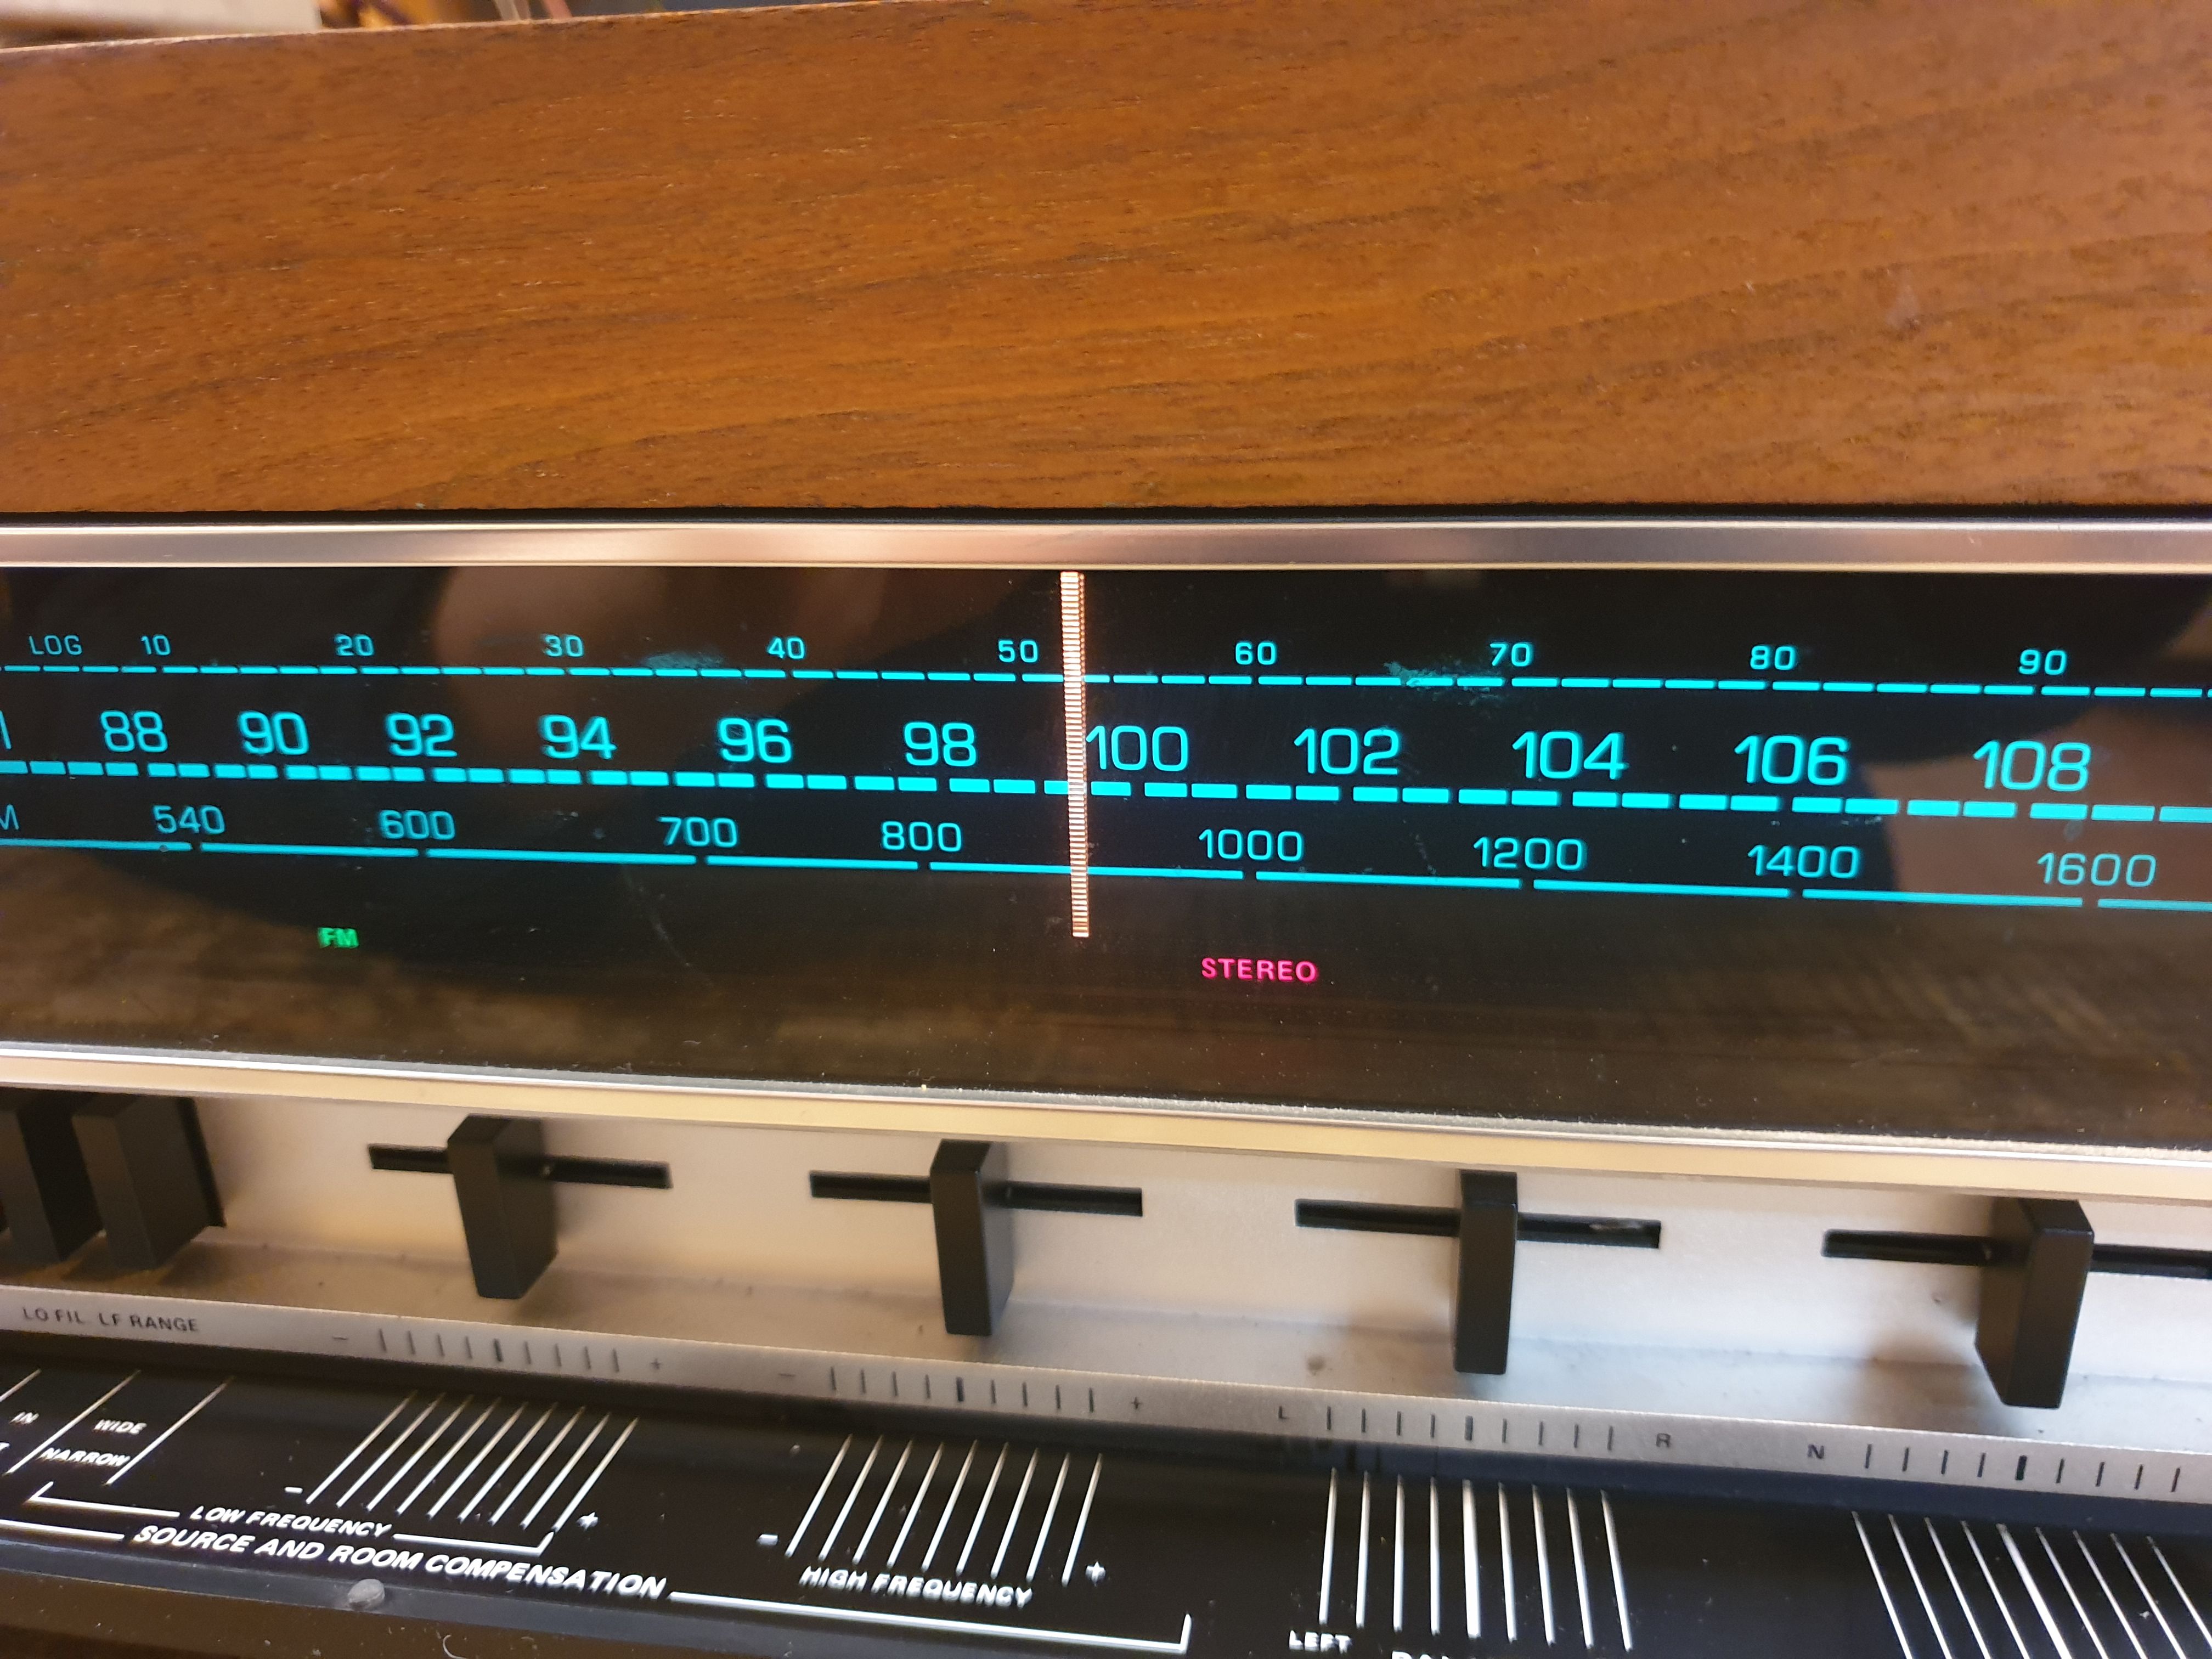 LOG 10 20 30 40 50 60 70 80 90
88 90 92 94 96 98 100 102 104 106 108
540 600 700 800 1000 1200 1400 1600
FM
STEREO
LO FIL LF RANGE
− +
− +
L R
N
IN
WIDE
NARROW
− +
− +
LOW FREQUENCY
HIGH FREQUENCY
SOURCE AND ROOM COMPENSATION
LEFT